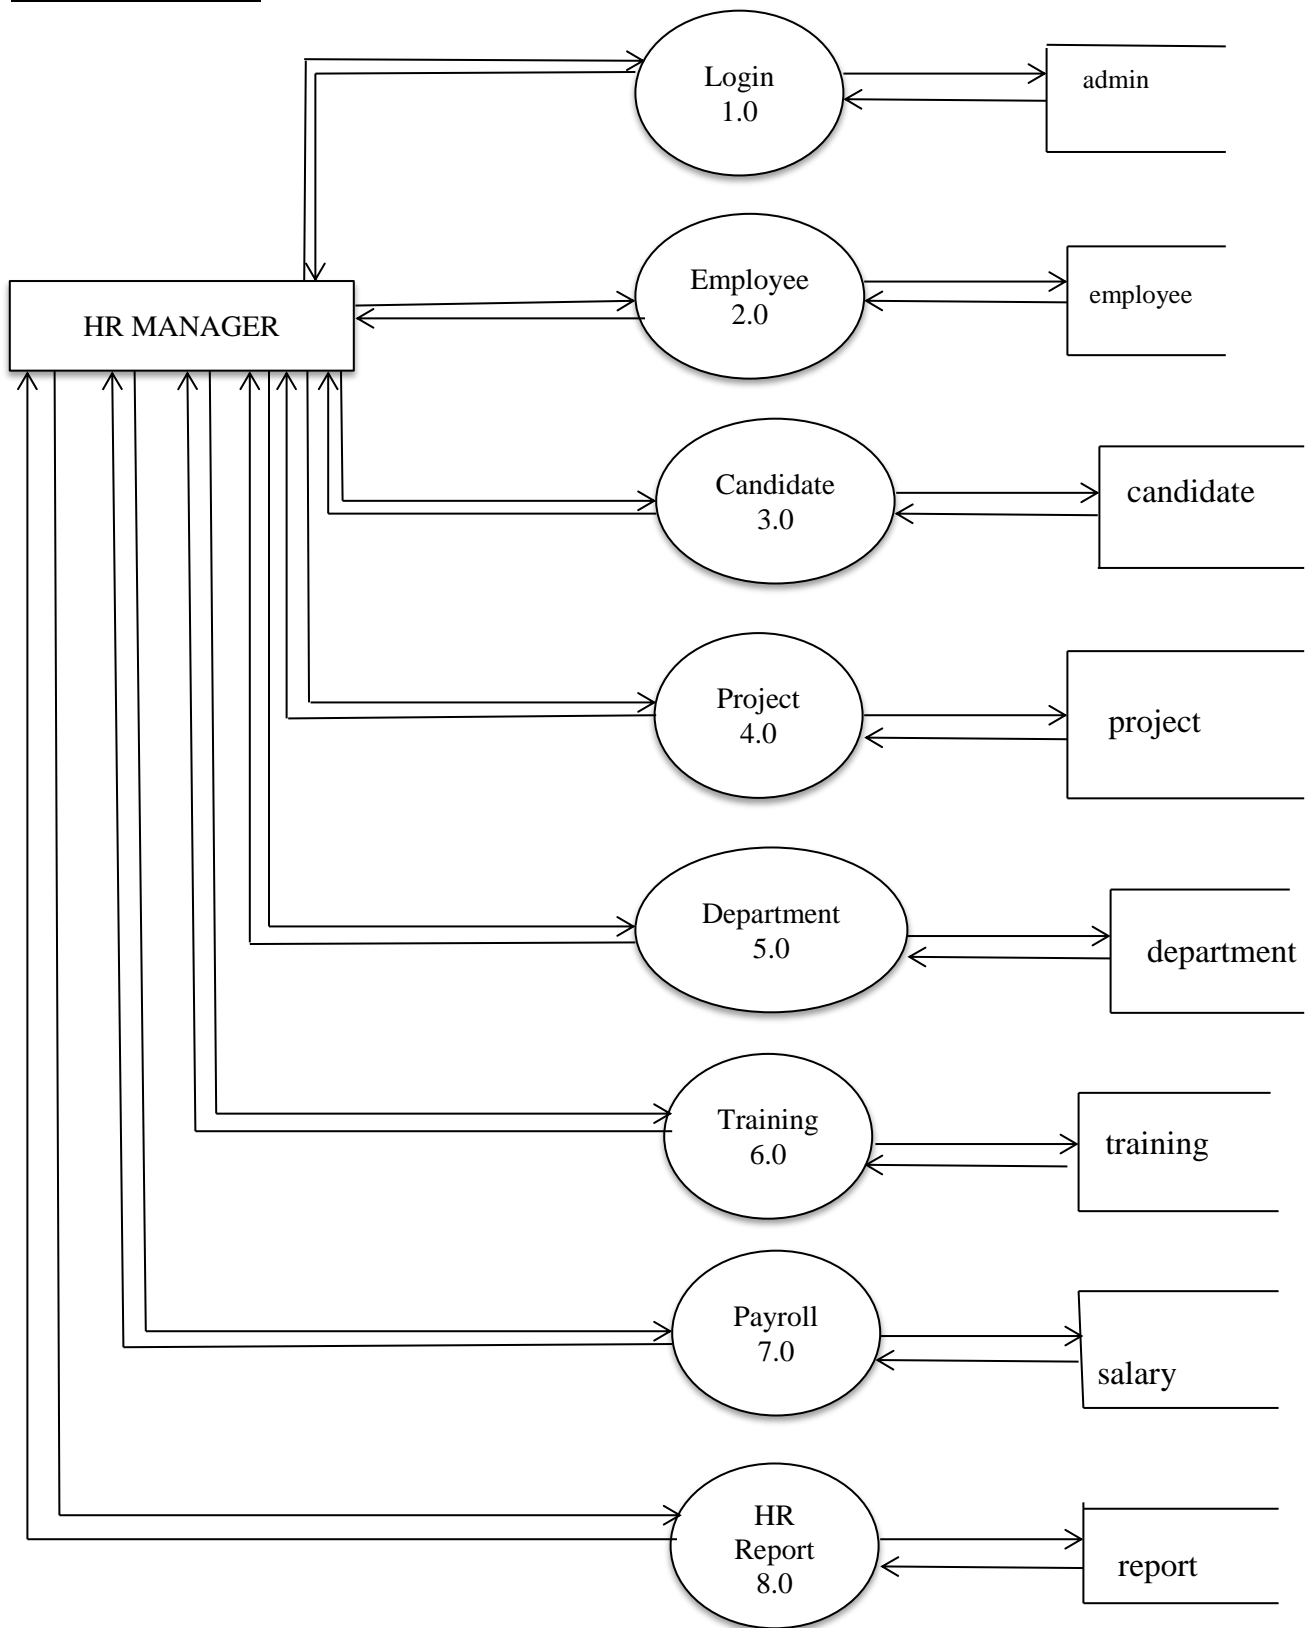 Login
1.0
admin
HR MANAGER
Employee
2.0
employee
Candidate
3.0
candidate
Project
4.0
project
Department
5.0
department
Training
6.0
training
Payroll
7.0
salary
HR
Report
8.0
report